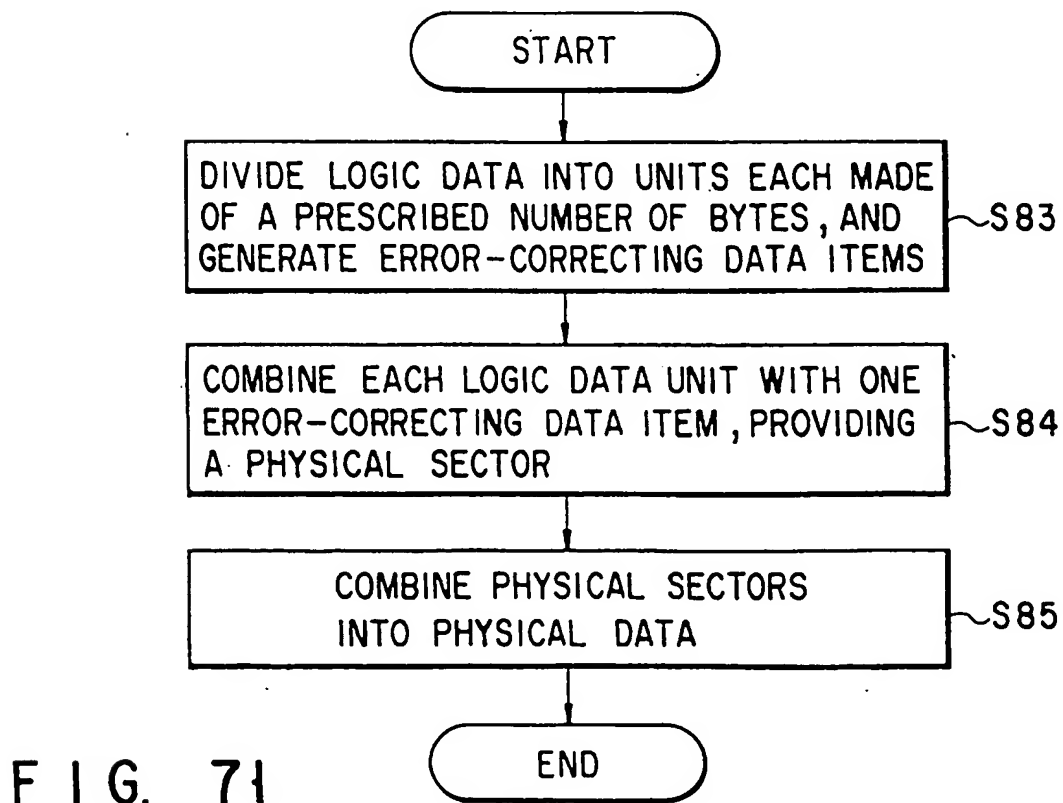 START
DIVIDE LOGIC DATA INTO UNITS EACH MADE
OF A PRESCRIBED NUMBER OF BYTES, AND
GENERATE ERROR-CORRECTING DATA ITEMS
S83
COMBINE EACH LOGIC DATA UNIT WITH ONE
ERROR-CORRECTING DATA ITEM, PROVIDING
A PHYSICAL SECTOR
S84
COMBINE PHYSICAL SECTORS
INTO PHYSICAL DATA
S85
END
FIG. 71